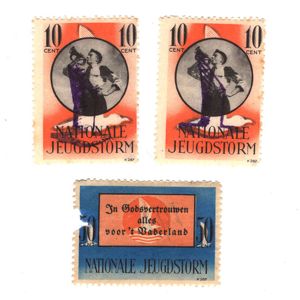 10 10
CENT CENT
NATIONALE
JEUGDSTORM
10 10
CENT CENT
NATIONALE
JEUGDSTORM
In Godsvertrouwen
alles
voor't Vaderland
50 50
NATIONALE JEUGDSTORM